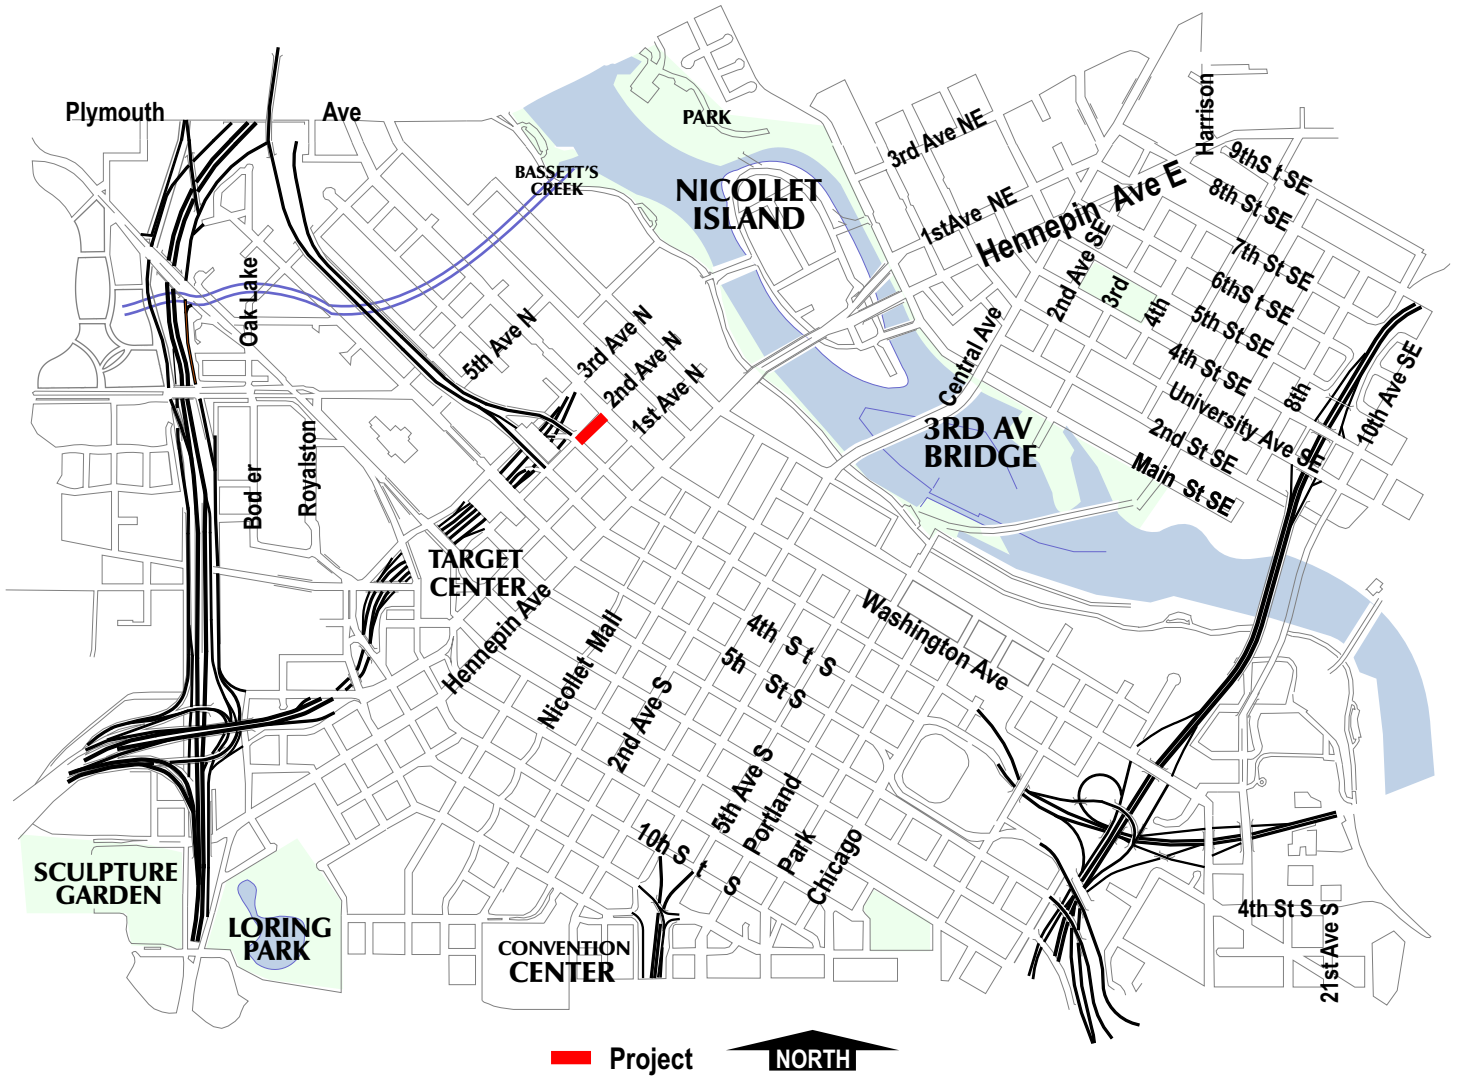 Plymouth Ave
PARK
3rd Ave NE
Harrison
9thS t SE
8th St SE
BASSETT'S
CREEK
NICOLLET
ISLAND
1stAve NE
Hennepin Ave E
7th St SE
6thS t SE
5th St SE
4th St SE
University Ave SE
2nd St SE
Main St SE
2nd Ave SE
3rd
4th
8th
10th Ave SE
Central Ave
Oak Lake
5th Ave N
3rd Ave N
2nd Ave N
1st Ave N
3RD AV
BRIDGE
Bod er
Royalston
TARGET
CENTER
Hennepin Ave
Nicollet Mall
2nd Ave S
4th S t S
5h St S
Washington Ave
5th Ave S
Portland
Park
Chicago
10h S t S
SCULPTURE
GARDEN
LORING
PARK
CONVENTION
CENTER
4th St S
21st Ave S
Project
NORTH